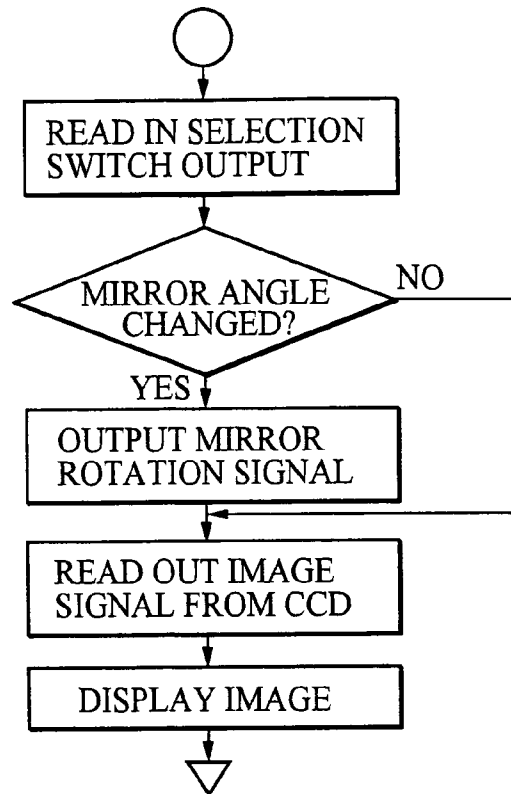 READ IN SELECTION
SWITCH OUTPUT
MIRROR ANGLE
CHANGED?
NO
YES
OUTPUT MIRROR
ROTATION SIGNAL
READ OUT IMAGE
SIGNAL FROM CCD
DISPLAY IMAGE